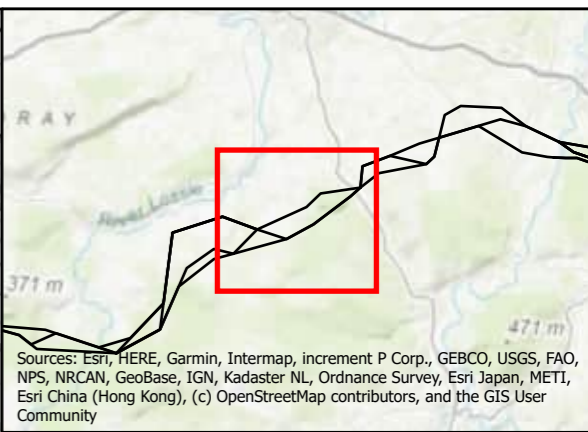 RAY
River Lossie
371 m
471 m
Sources: Esri, HERE, Garmin, Intermap, increment P Corp., GEBCO, USGS, FAO,
NPS, NRCAN, GeoBase, IGN, Kadaster NL, Ordnance Survey, Esri Japan, METI,
Esri China (Hong Kong), (c) OpenStreetMap contributors, and the GIS User
Community